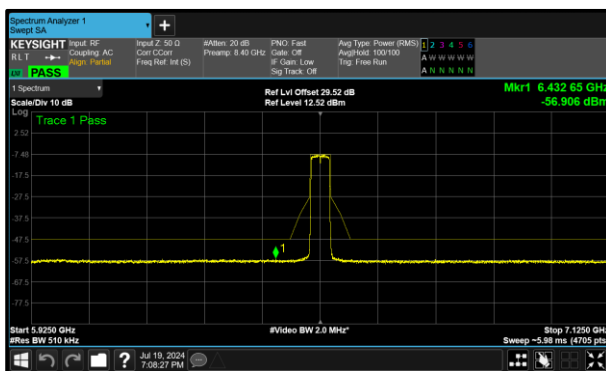 Spectrum Analyzer 1
Swept SA
+
KEYSIGHT
RLT
PASS
Input: RF
Coupling: AC
Align: Partial
Input Z: 50 Ω
Corr CCorr
Freq Ref: Int (S)
#Atten: 20 dB
Preamp: 8.40 GHz
PNO: Fast
Gate: Off
IF Gain: Low
Sig Track: Off
Avg Type: Power (RMS)
Avg|Hold: 100/100
Trig: Free Run
1 2 3 4 5 6
A W W W W W
A N N N N N
1 Spectrum
Scale/Div 10 dB
Log
Ref Lvl Offset 29.52 dB
Ref Level 12.52 dBm
Mkr1 6.432 65 GHz
-56.906 dBm
Trace 1 Pass
2.52
-7.48
-17.5
-27.5
-37.5
-47.5
-57.5
-67.5
-77.5
1
Start 5.9250 GHz
#Res BW 510 kHz
#Video BW 2.0 MHz*
Stop 7.1250 GHz
Sweep ~5.98 ms (4705 pts)
?
Jul 19, 2024
7:08:27 PM